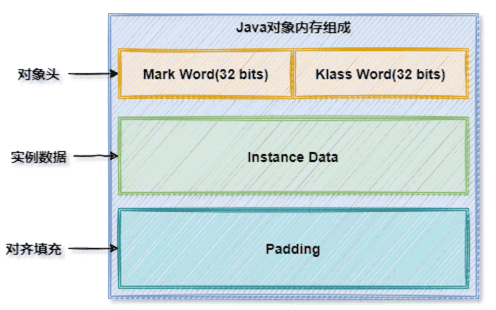 Java对象内存组成
对象头
Mark Word(32 bits)
Klass Word(32 bits)
实例数据
Instance Data
对齐填充
Padding